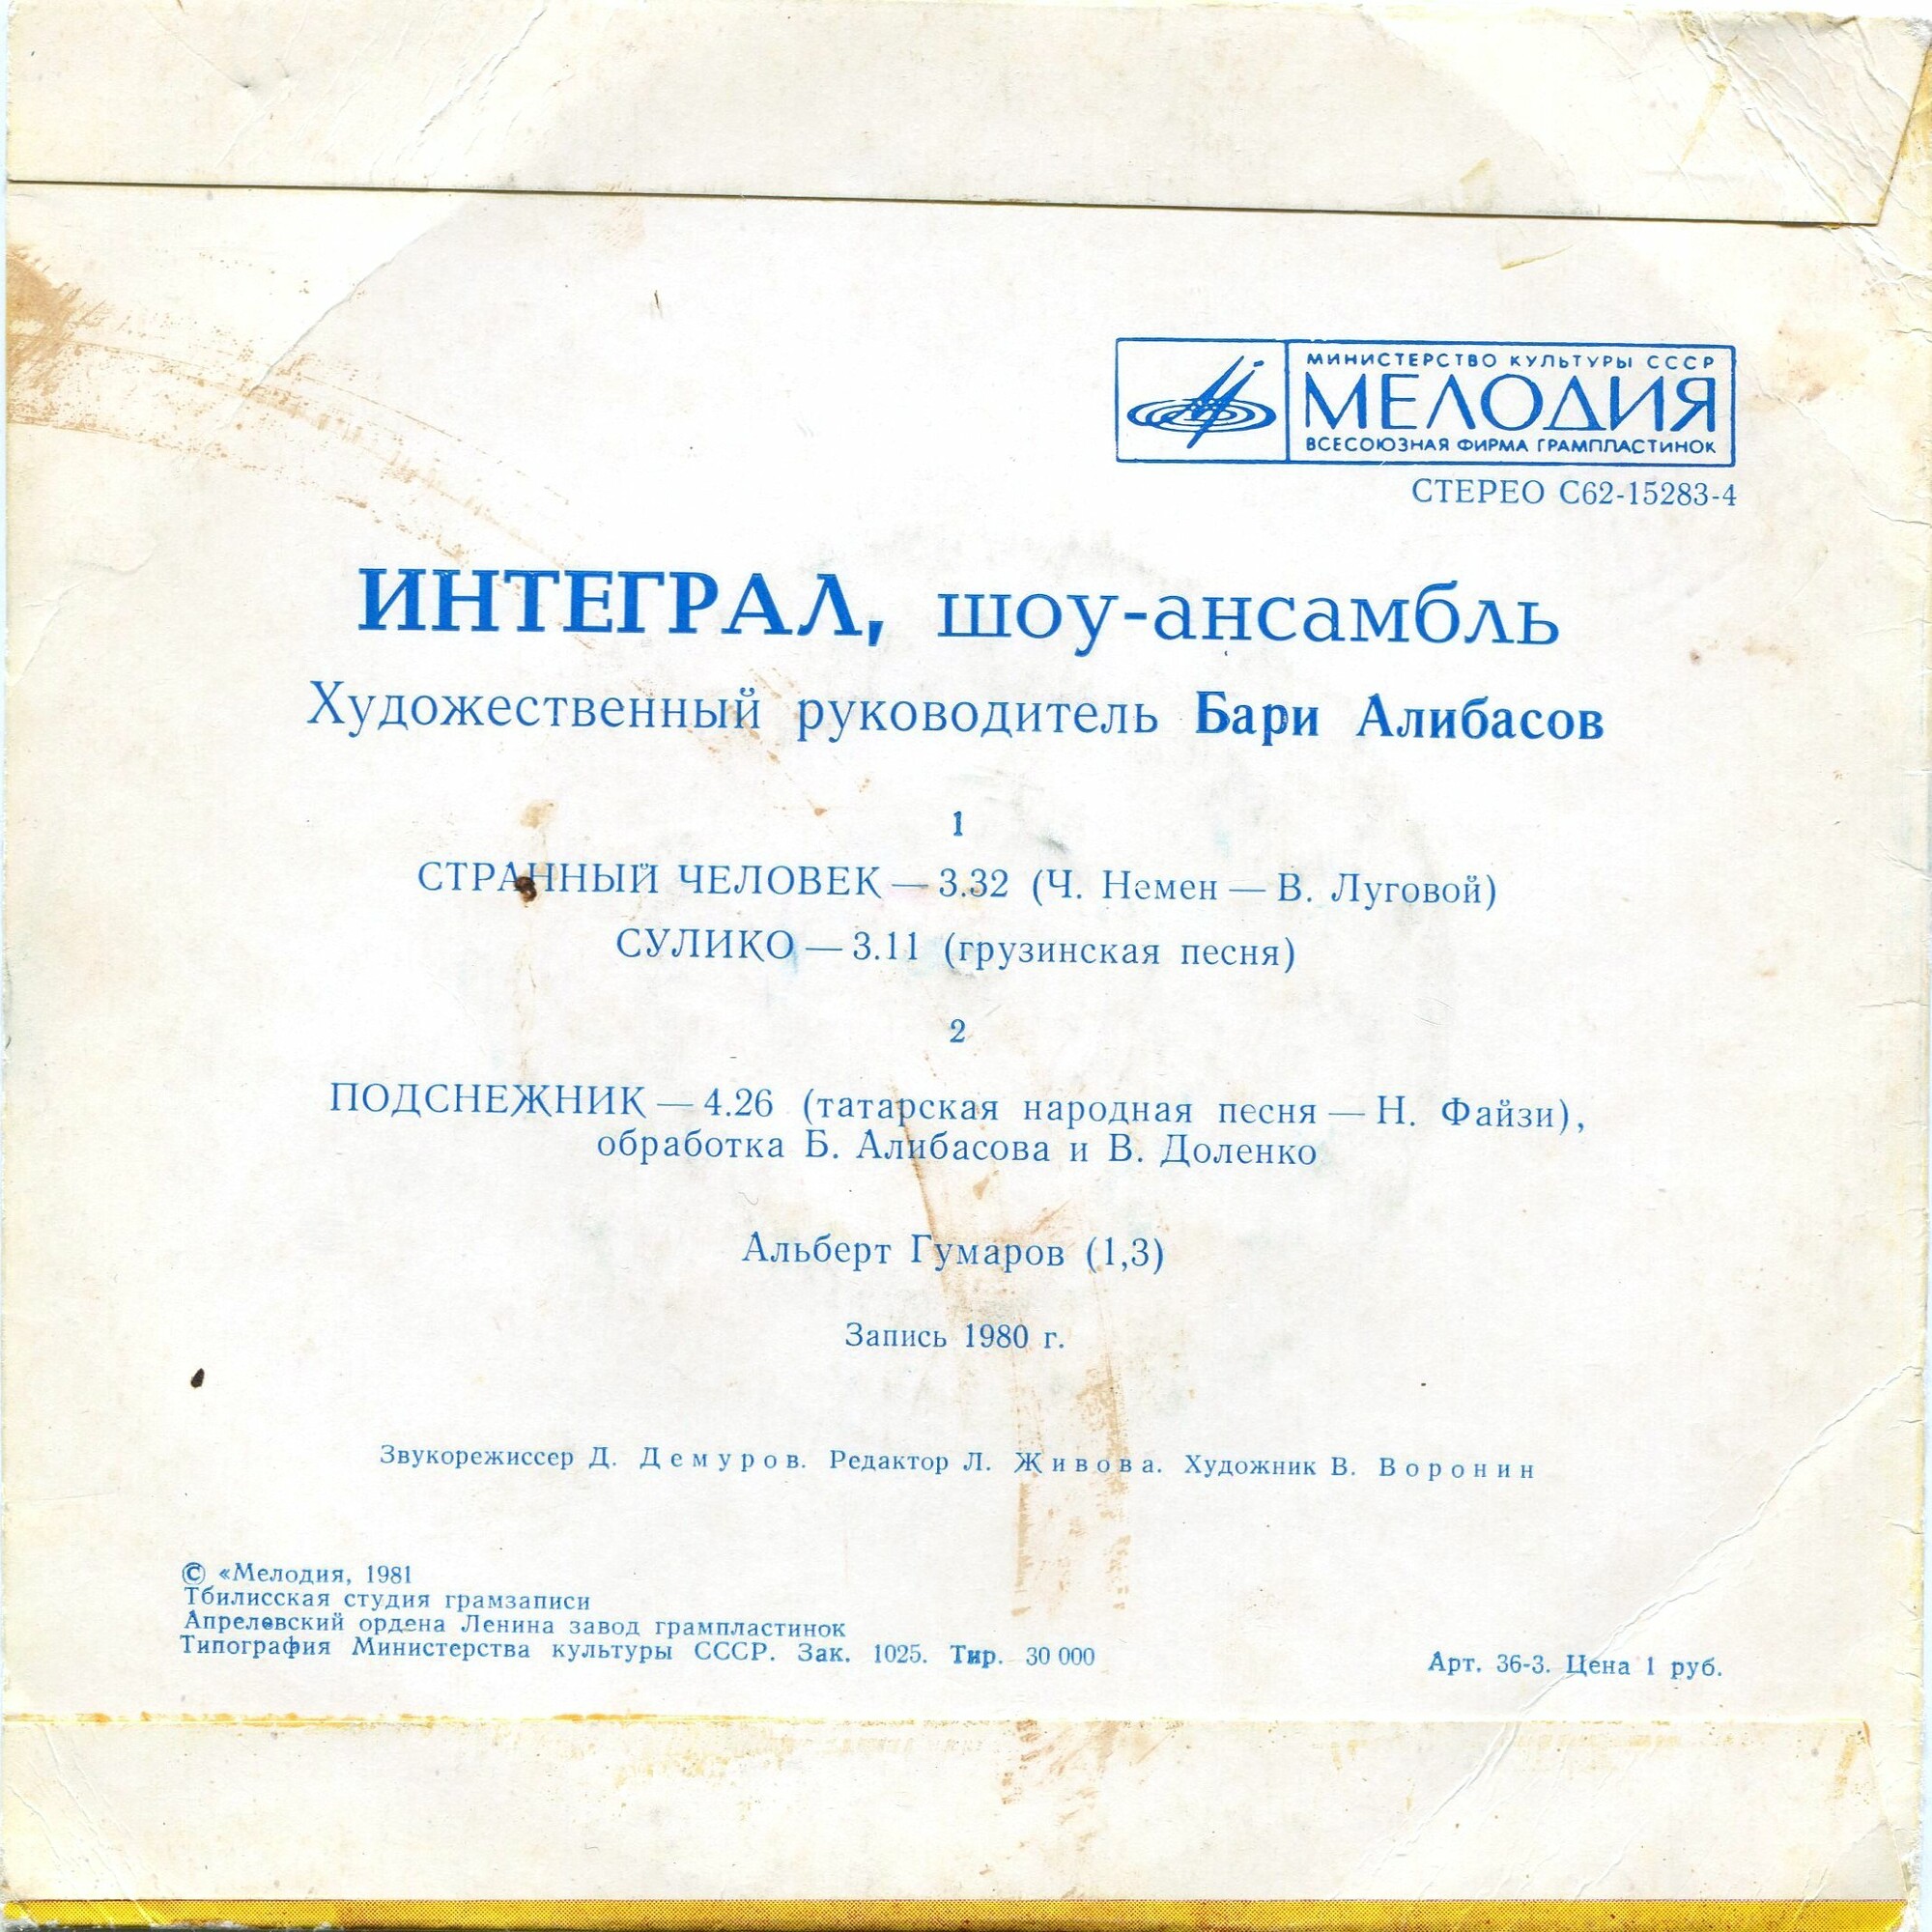 МИНИСТЕРСТВО КУЛЬТУРЫ СССР
МЕЛОДИЯ
ВСЕСОЮЗНАЯ ФИРМА ГРАМПЛАСТИНОК
СТЕРЕО С62-15283-4
ИНТЕГРАЛ, шоу-ансамбль
Художественный руководитель Бари Алибасов
1
СТРАННЫЙ ЧЕЛОВЕК — 3.32 (Ч. Немен — В. Луговой)
СУЛИКО — 3.11 (грузинская песня)
2
ПОДСНЕЖНИК — 4.26 (татарская народная песня — Н. Файзи),
обработка Б. Алибасова и В. Доленко
Альберт Гумаров (1,3)
Запись 1980 г.
Звукорежиссер Д. Демуров. Редактор Л. Живова. Художник В. Воронин
© «Мелодия, 1981
Тбилисская студия грамзаписи
Апрелевский ордена Ленина завод грампластинок
Типография Министерства культуры СССР. Зак. 1025. Тир. 30 000
Арт. 36-3. Цена 1 руб.